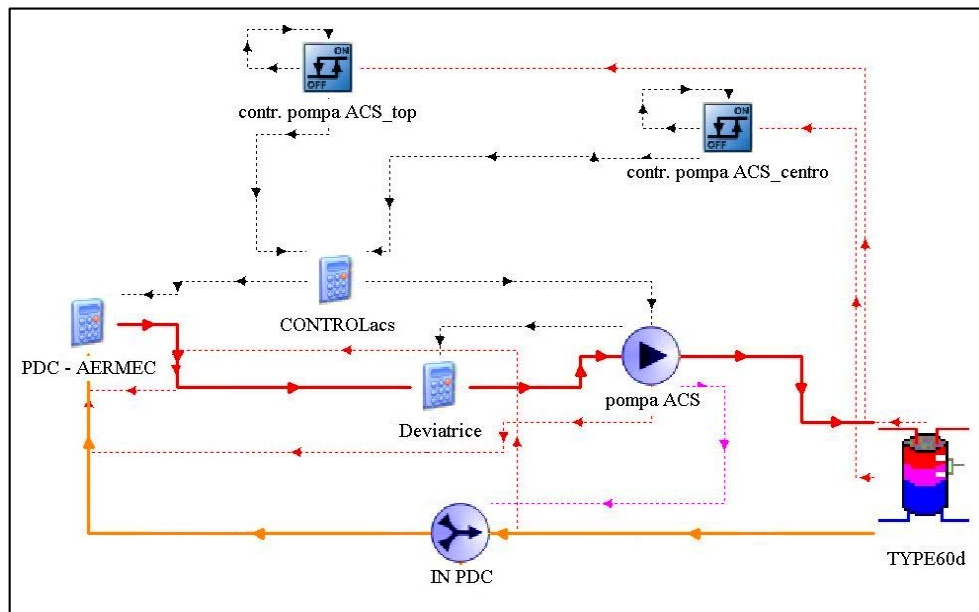 ON
OFF
contr. pompa ACS_top
ON
OFF
contr. pompa ACS_centro
CONTROLacs
PDC - AERMEC
pompa ACS
Deviatrice
IN PDC
TYPE60d